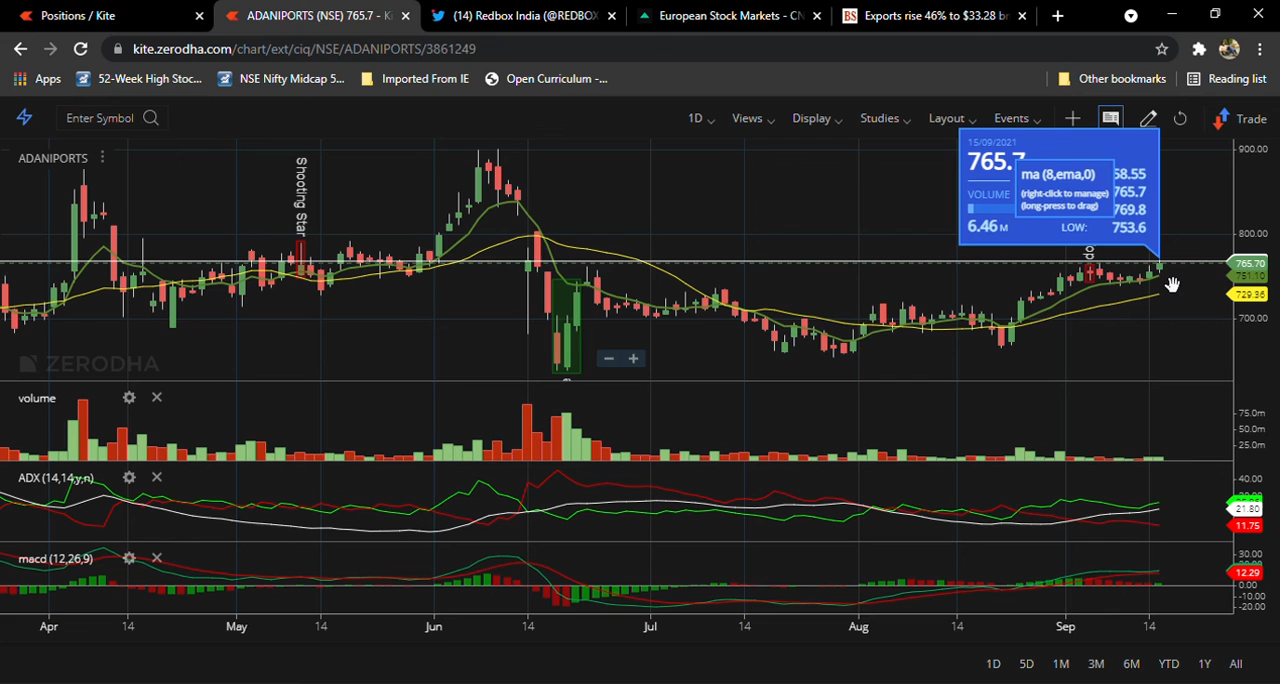 Positions / Kite
ADANIPORTS (NSE) 765.7 - Ki
(14) Redbox India (@REDBOX
European Stock Markets - CN
BS Exports rise 46% to $33.28 b
kite.zerodha.com/chart/ext/ciq/NSE/ADANIPORTS/3861249
Apps
52-Week High Stoc...
NSE Nifty Midcap 5...
Imported From IE
Open Curriculum -...
Other bookmarks
Reading list
Enter Symbol
1D
Views
Display
Studies
Layout
Events
Trade
ADANIPORTS
Shooting Star
15/09/2021
765.7
ma (8,ema,0)
(right-click to manage)
(long-press to drag)
58.55
765.7
769.8
VOLUME
6.46 M
LOW:
753.6
do
900.00
800.00
765.70
751.10
729.36
700.00
ZERODHA
volume
75.0m
50.0m
25.0m
ADX (14,14,y,n)
40.00
21.80
11.75
macd (12,26,9)
30.00
12.29
0.00
-10.00
-20.00
Apr
14
May
14
Jun
14
Jul
14
Aug
14
Sep
14
1D
5D
1M
3M
6M
YTD
1Y
All